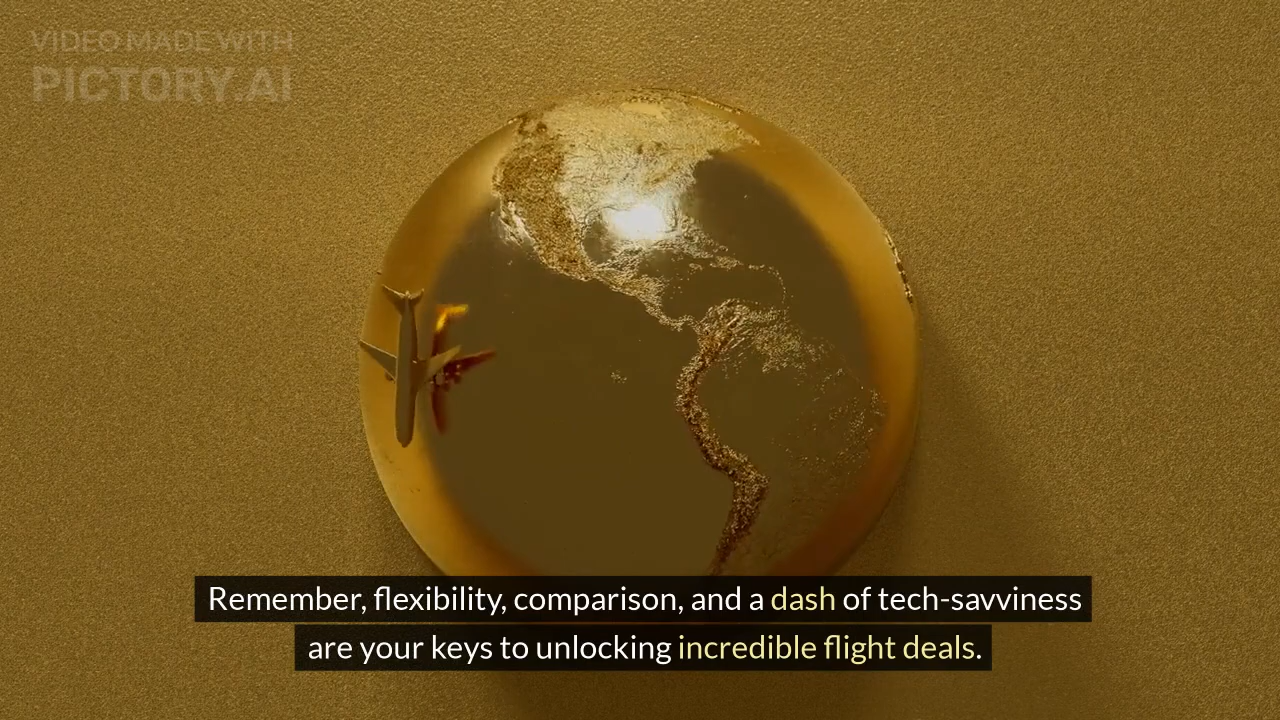 VIDEO MADE WITH
PICTORY.AI
Remember, flexibility, comparison, and a dash of tech-savviness
are your keys to unlocking incredible flight deals.